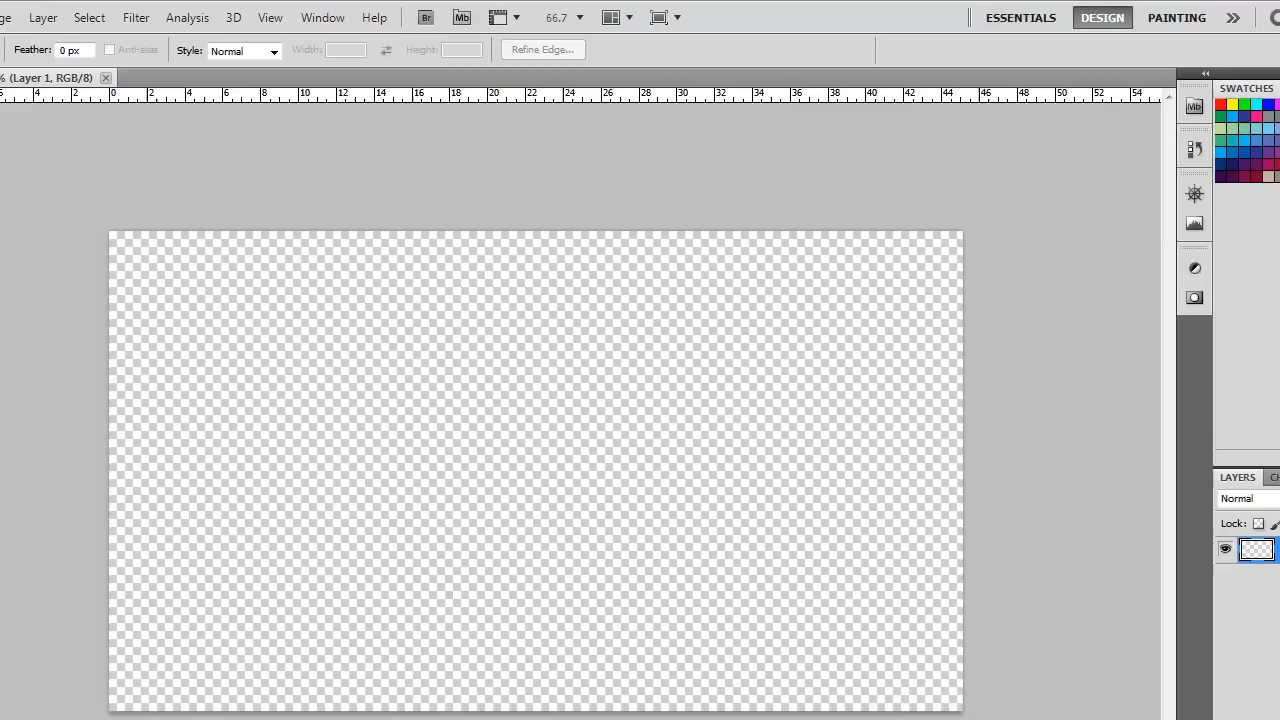 ge Layer Select Filter Analysis 3D View Window Help Br Mb 66.7 ESSENTIALS DESIGN PAINTING
Feather: 0 px Anti-alias Style: Normal Width: Height: Refine Edge...
% (Layer 1, RGB/8)
4 2 0 2 4 6 8 10 12 14 16 18 20 22 24 26 28 30 32 34 36 38 40 42 44 46 48 50 52 54
SWATCHES
Mb
LAYERS CH
Normal
Lock: